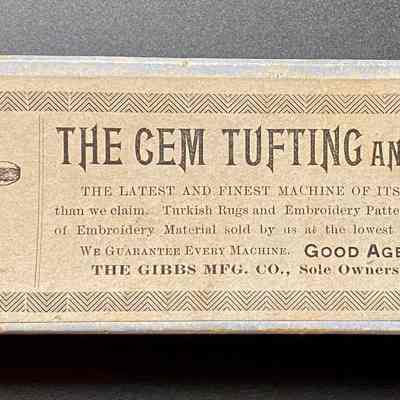 THE GEM TUFTING AN
THE LATEST AND FINEST MACHINE OF ITS
than we claim. Turkish Rugs and Embroidery Patte
of Embroidery Material sold by us at the lowest
WE GUARANTEE EVERY MACHINE. GOOD AGE
THE GIBBS MFG. CO., Sole Owners